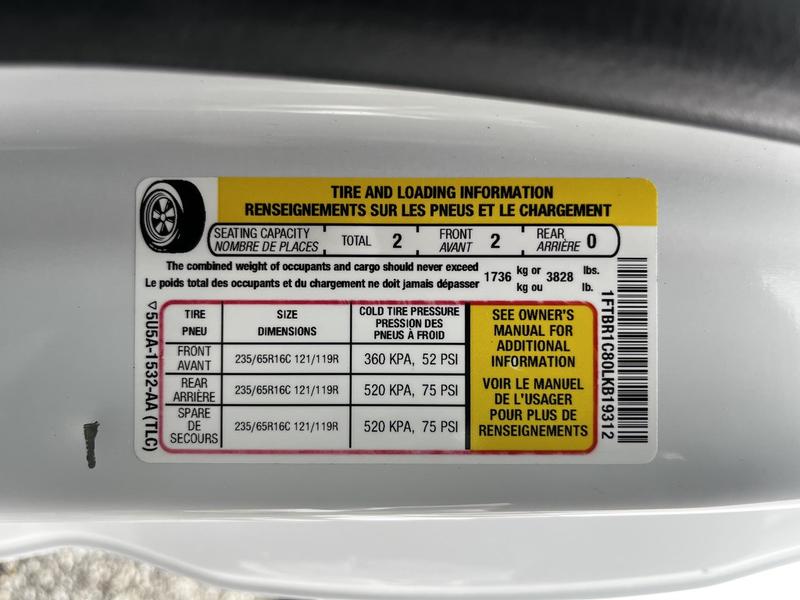 TIRE AND LOADING INFORMATION
RENSEIGNEMENTS SUR LES PNEUS ET LE CHARGEMENT
SEATING CAPACITY
NOMBRE DE PLACES
TOTAL 2
FRONT
AVANT
2
REAR
ARRIÈRE
0
The combined weight of occupants and cargo should never exceed
Le poids total des occupants et du chargement ne doit jamais dépasser
1736 kg or 3828 lbs.
kg ou lb.
TIRE
PNEU
SIZE
DIMENSIONS
COLD TIRE PRESSURE
PRESSION DES
PNEUS À FROID
FRONT
AVANT
235/65R16C 121/119R
360 KPA, 52 PSI
REAR
ARRIÈRE
235/65R16C 121/119R
520 KPA, 75 PSI
SPARE
DE
SECOURS
235/65R16C 121/119R
520 KPA, 75 PSI
SEE OWNER'S
MANUAL FOR
ADDITIONAL
INFORMATION
VOIR LE MANUEL
DE L'USAGER
POUR PLUS DE
RENSEIGNEMENTS
▽5U5A-1532-AA (TLC)
1FTBR1C80LKB19312